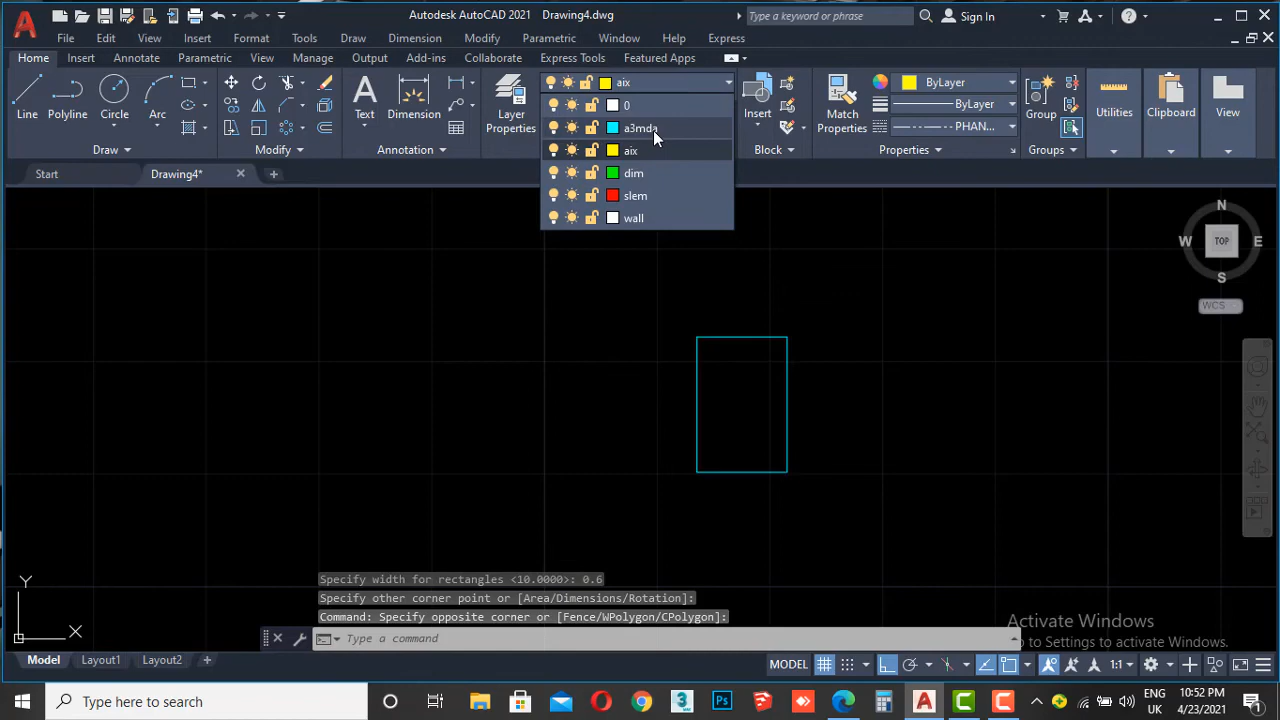 Autodesk AutoCAD 2021 Drawing4.dwg
Type a keyword or phrase
Sign In
File Edit View Insert Format Tools Draw Dimension Modify Parametric Window Help Express
Home Insert Annotate Parametric View Manage Output Add-ins Collaborate Express Tools Featured Apps
aix
ByLayer
0
ByLayer
Line Polyline Circle Arc
Text Dimension
Layer
Properties
Insert
Match
Properties
PHAN...
Group
Utilities
Clipboard
View
a3mda
Draw Modify Annotation Block Properties Groups
aix
Start Drawing4*
dim
slem
wall
N
W TOP E
S
WCS
Specify width for rectangles <10.0000>: 0.6
Specify other corner point or [Area/Dimensions/Rotation]:
Command: Specify opposite corner or [Fence/WPolygon/CPolygon]:
Y
X
Type a command
Activate Windows
o to Settings to activate Windows.
Model Layout1 Layout2 +
MODEL 1:1
Type here to search
Ps
ENG
UK
10:52 PM
4/23/2021